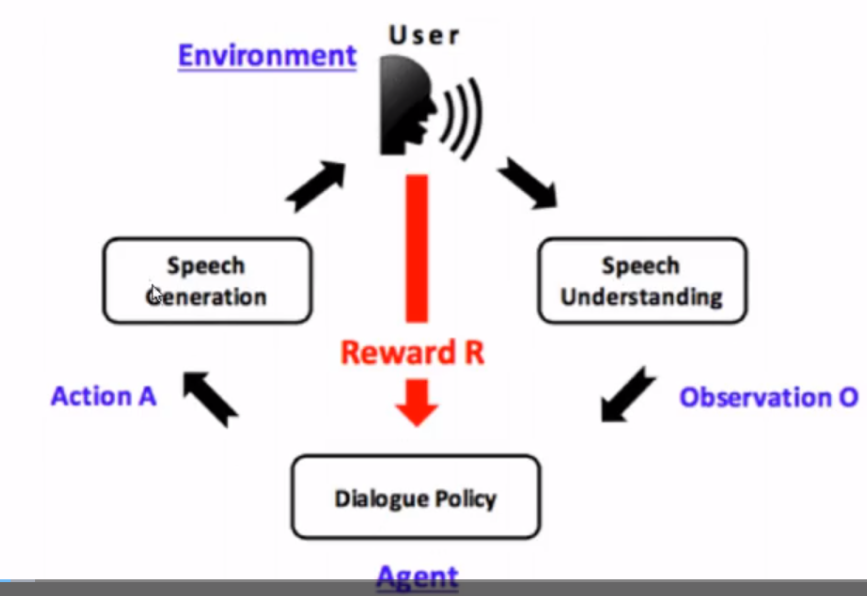 User
Environment
Speech
Generation
Speech
Understanding
Reward R
Action A
Observation O
Dialogue Policy
Agent